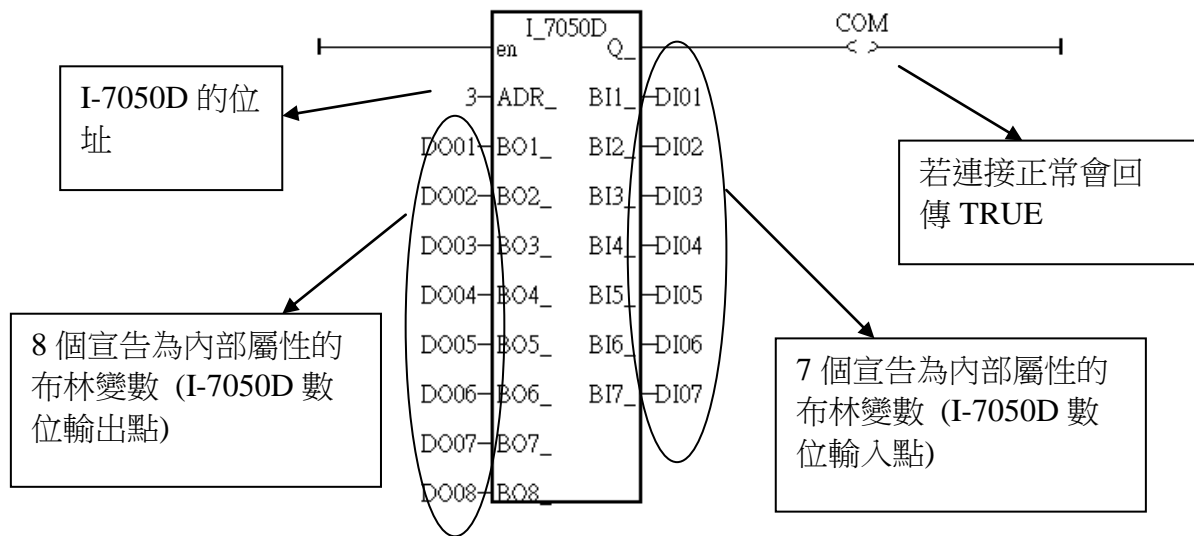 I_7050D
en Q_
COM
3 ADR_ BI1_ DI01
DO01 BO1_ BI2_ DI02
DO02 BO2_ BI3_ DI03
DO03 BO3_ BI4_ DI04
DO04 BO4_ BI5_ DI05
DO05 BO5_ BI6_ DI06
DO06 BO6_ BI7_ DI07
DO07 BO7_
DO08 BO8_
I-7050D 的位
址
若連接正常會回
傳 TRUE
8 個宣告為內部屬性的
布林變數 (I-7050D 數
位輸出點)
7 個宣告為內部屬性的
布林變數 (I-7050D 數
位輸入點)